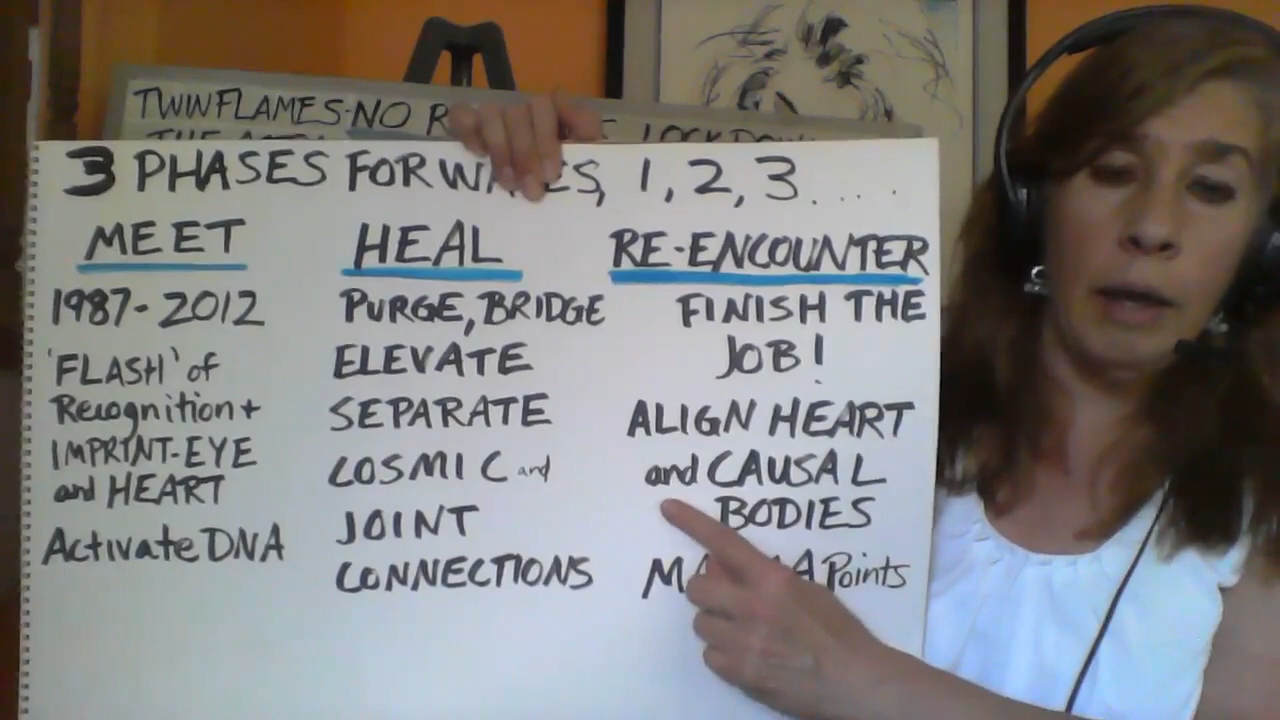 TWINFLAMES-NO LOCKDOWN
3 PHASES FOR 1, 2, 3.....
MEET
1987-2012
'FLASH' of
Recognition +
IMPRINT-EYE
and HEART
Activate DNA
HEAL
PURGE, BRIDGE
ELEVATE
SEPARATE
COSMIC and
JOINT
CONNECTIONS
RE-ENCOUNTER
FINISH THE
JOB!
ALIGN HEART
and CAUSAL
BODIES
Points